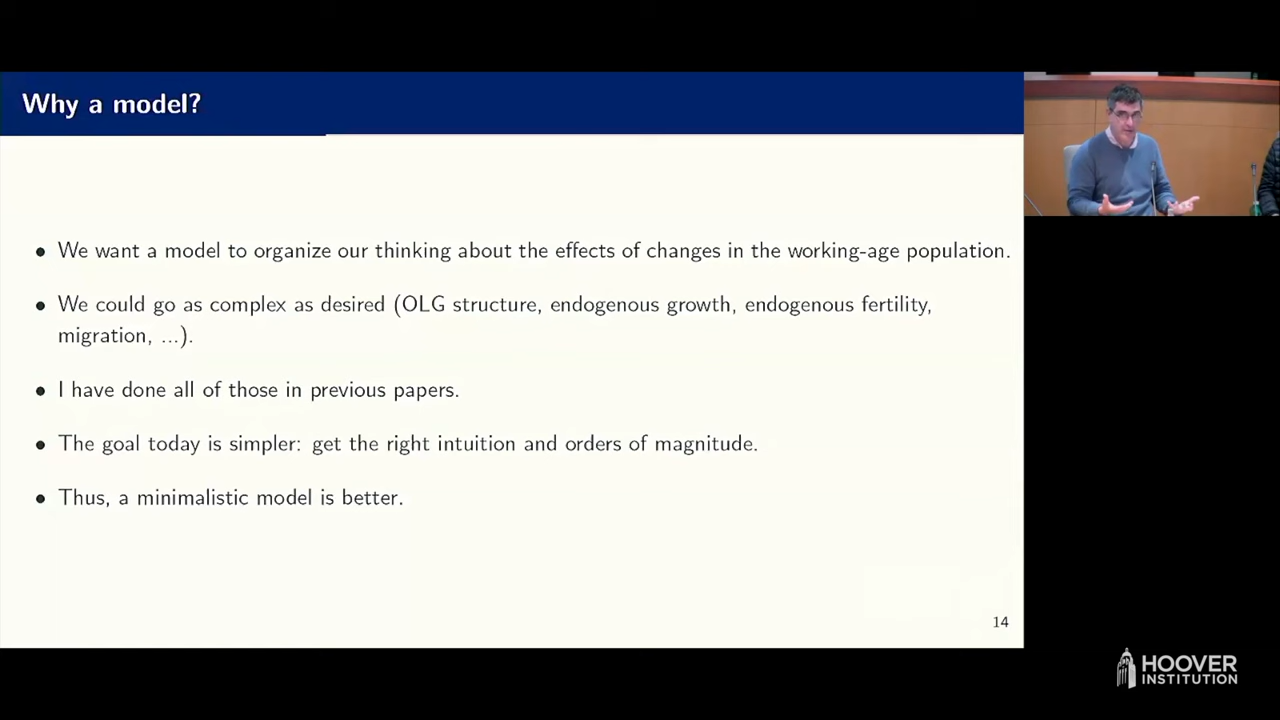 Why a model?
• We want a model to organize our thinking about the effects of changes in the working-age population.
• We could go as complex as desired (OLG structure, endogenous growth, endogenous fertility,
migration, ...).
• I have done all of those in previous papers.
• The goal today is simpler: get the right intuition and orders of magnitude.
• Thus, a minimalistic model is better.
14
HOOVER
INSTITUTION